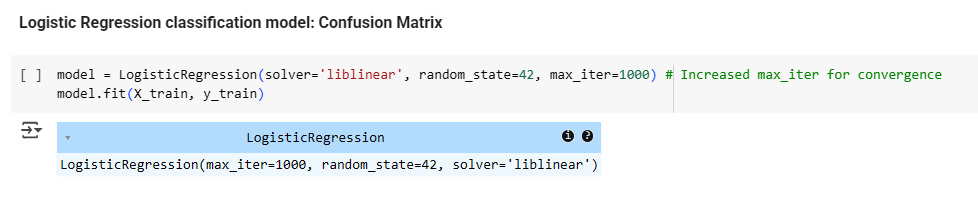 Logistic Regression classification model: Confusion Matrix
[ ] model = LogisticRegression(solver='liblinear', random_state=42, max_iter=1000) # Increased max_iter for convergence
model.fit(X_train, y_train)
LogisticRegression i ?
LogisticRegression(max_iter=1000, random_state=42, solver='liblinear')